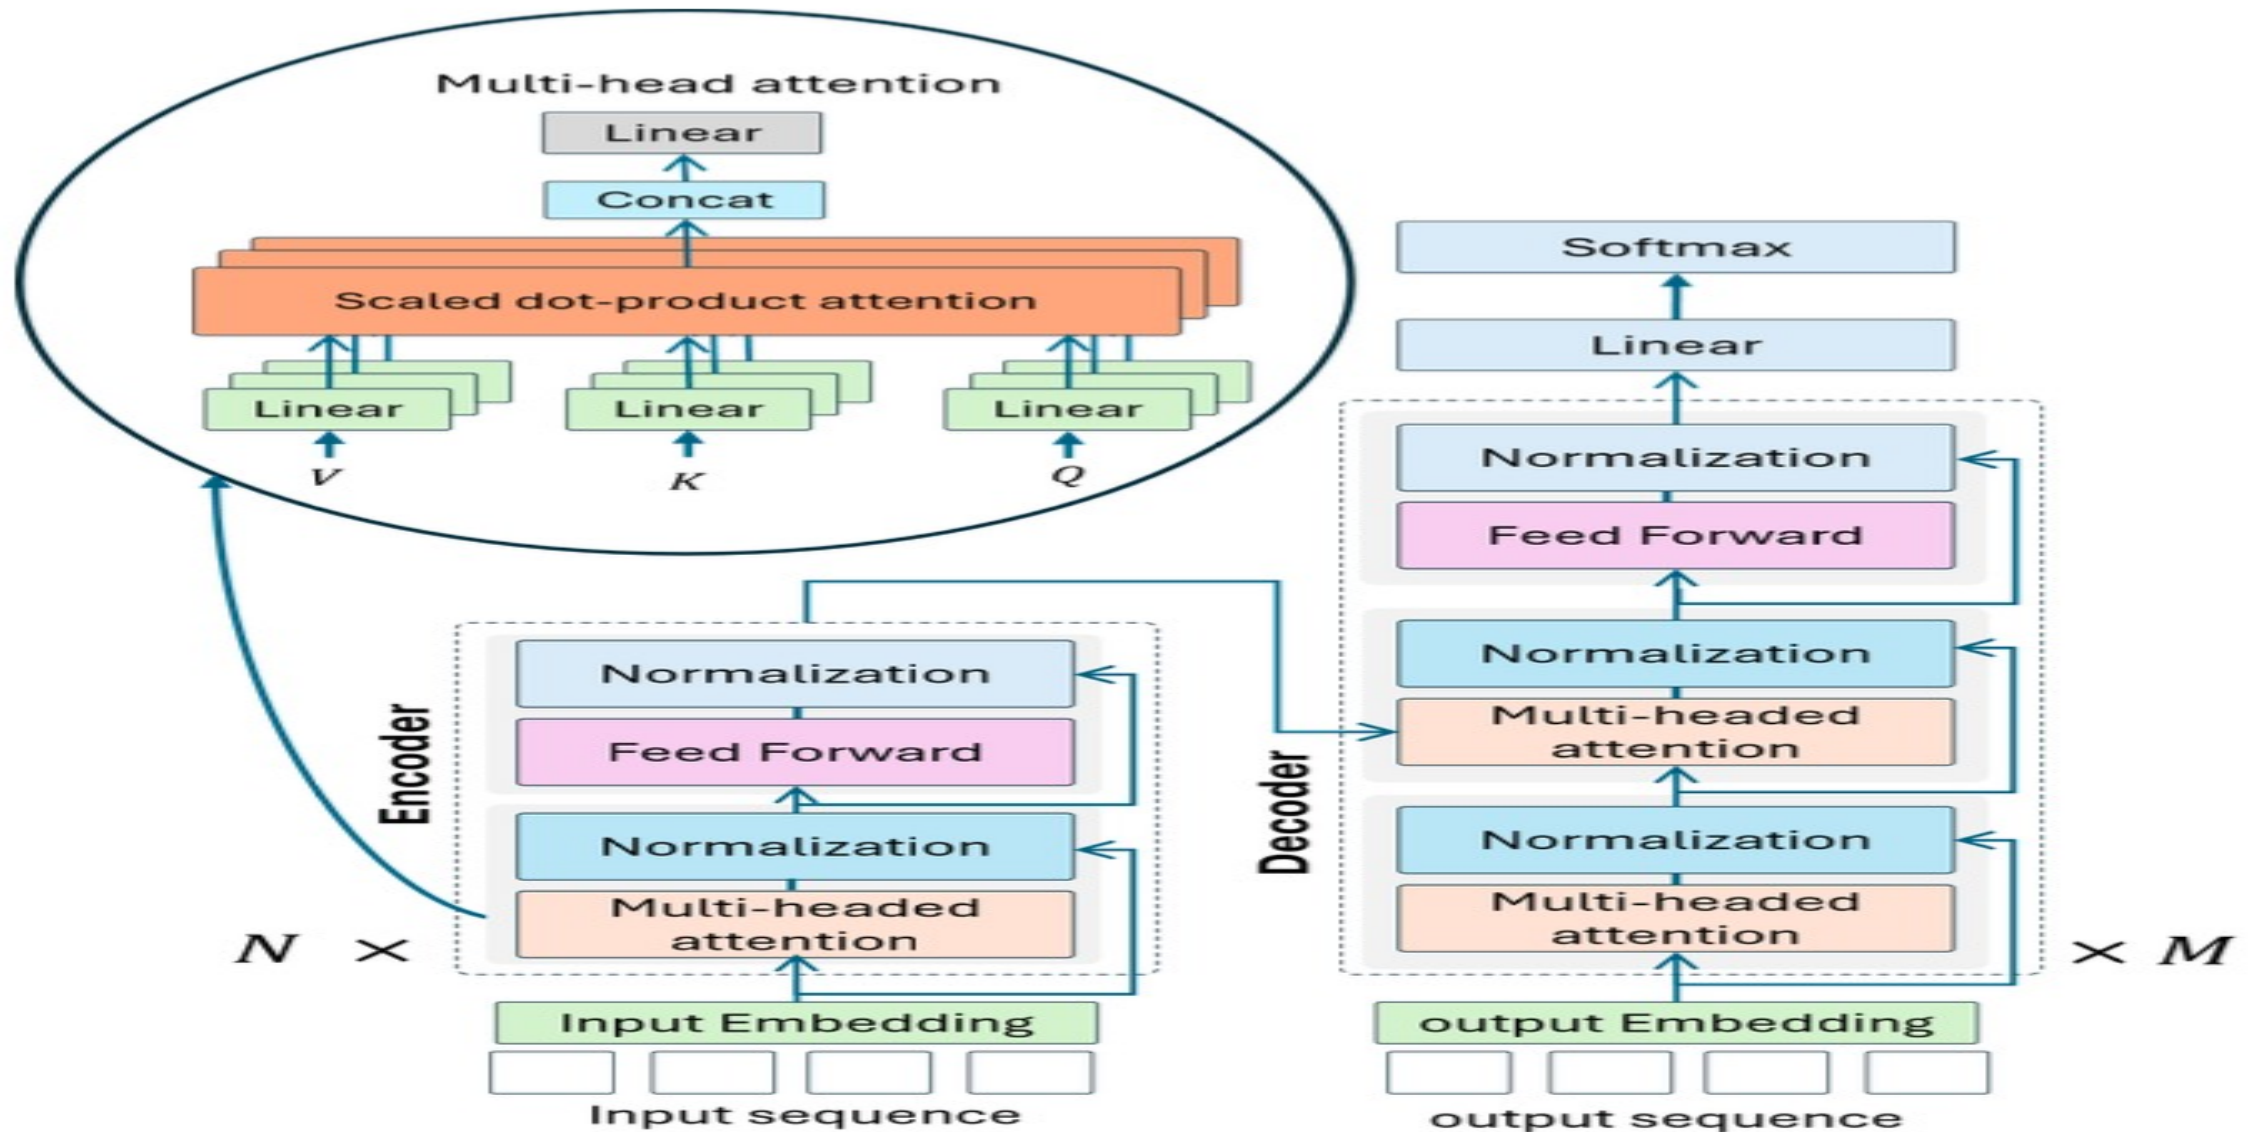 Multi-head attention
Linear
Concat
Scaled dot-product attention
Linear
Linear
Linear
V
K
Q
Encoder
N ×
Normalization
Feed Forward
Normalization
Multi-headed
attention
Input Embedding
Input sequence
Softmax
Linear
Decoder
Normalization
Feed Forward
Normalization
Multi-headed
attention
Normalization
Multi-headed
attention
× M
output Embedding
output sequence